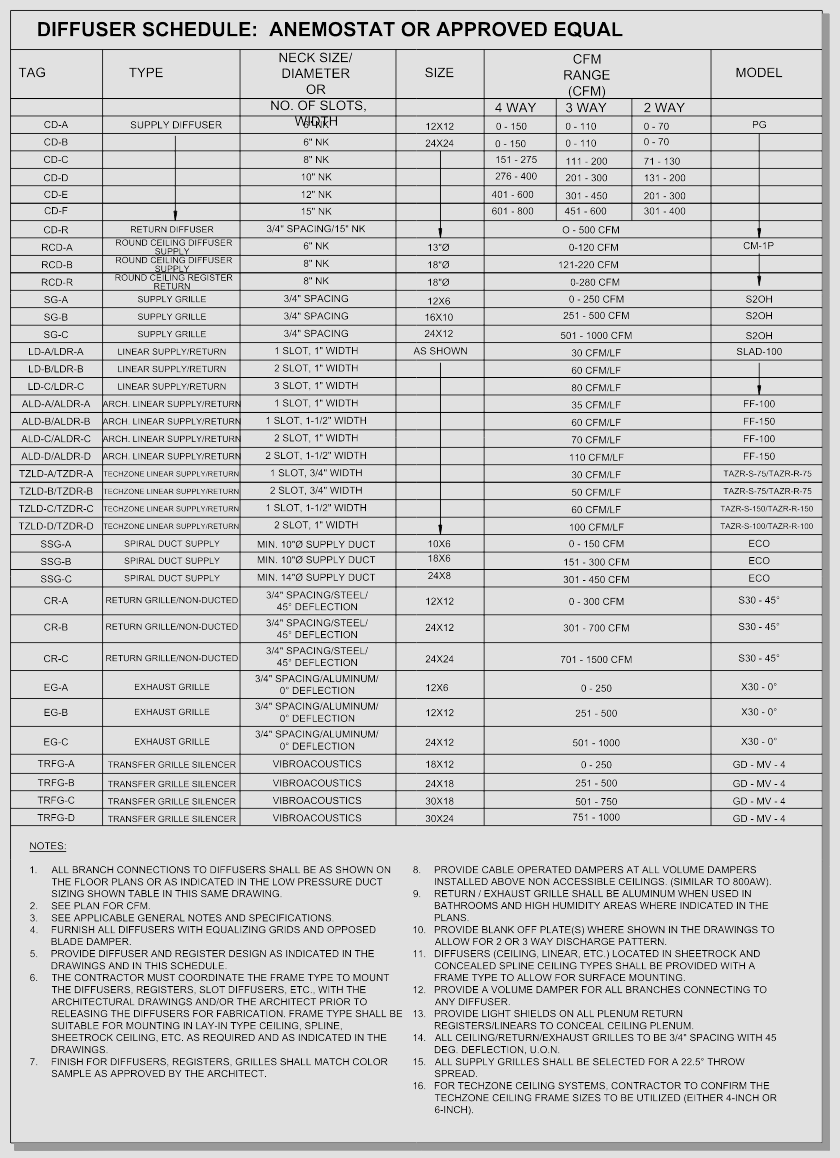 DIFFUSER SCHEDULE: ANEMOSTAT OR APPROVED EQUAL
TAG TYPE NECK SIZE/ DIAMETER OR NO. OF SLOTS, WIDTH SIZE CFM RANGE (CFM) MODEL
4 WAY 3 WAY 2 WAY
CD-A SUPPLY DIFFUSER 6" NK 12X12 0 - 150 0 - 110 0 - 70 PG
CD-B 6" NK 24X24 0 - 150 0 - 110 0 - 70
CD-C 8" NK 151 - 275 111 - 200 71 - 130
CD-D 10" NK 276 - 400 201 - 300 131 - 200
CD-E 12" NK 401 - 600 301 - 450 201 - 300
CD-F 15" NK 601 - 800 451 - 600 301 - 400
CD-R RETURN DIFFUSER 3/4" SPACING/15" NK O - 500 CFM
RCD-A ROUND CEILING DIFFUSER SUPPLY 6" NK 13"Ø 0-120 CFM CM-1P
RCD-B ROUND CEILING DIFFUSER SUPPLY 8" NK 18"Ø 121-220 CFM
RCD-R ROUND CEILING REGISTER RETURN 8" NK 18"Ø 0-280 CFM
SG-A SUPPLY GRILLE 3/4" SPACING 12X6 0 - 250 CFM S2OH
SG-B SUPPLY GRILLE 3/4" SPACING 16X10 251 - 500 CFM S2OH
SG-C SUPPLY GRILLE 3/4" SPACING 24X12 501 - 1000 CFM S2OH
LD-A/LDR-A LINEAR SUPPLY/RETURN 1 SLOT, 1" WIDTH AS SHOWN 30 CFM/LF SLAD-100
LD-B/LDR-B LINEAR SUPPLY/RETURN 2 SLOT, 1" WIDTH 60 CFM/LF
LD-C/LDR-C LINEAR SUPPLY/RETURN 3 SLOT, 1" WIDTH 80 CFM/LF
ALD-A/ALDR-A ARCH. LINEAR SUPPLY/RETURN 1 SLOT, 1" WIDTH 35 CFM/LF FF-100
ALD-B/ALDR-B ARCH. LINEAR SUPPLY/RETURN 1 SLOT, 1-1/2" WIDTH 60 CFM/LF FF-150
ALD-C/ALDR-C ARCH. LINEAR SUPPLY/RETURN 2 SLOT, 1" WIDTH 70 CFM/LF FF-100
ALD-D/ALDR-D ARCH. LINEAR SUPPLY/RETURN 2 SLOT, 1-1/2" WIDTH 110 CFM/LF FF-150
TZLD-A/TZDR-A TECHZONE LINEAR SUPPLY/RETURN 1 SLOT, 3/4" WIDTH 30 CFM/LF TAZR-S-75/TAZR-R-75
TZLD-B/TZDR-B TECHZONE LINEAR SUPPLY/RETURN 2 SLOT, 3/4" WIDTH 50 CFM/LF TAZR-S-75/TAZR-R-75
TZLD-C/TZDR-C TECHZONE LINEAR SUPPLY/RETURN 1 SLOT, 1-1/2" WIDTH 60 CFM/LF TAZR-S-150/TAZR-R-150
TZLD-D/TZDR-D TECHZONE LINEAR SUPPLY/RETURN 2 SLOT, 1" WIDTH 100 CFM/LF TAZR-S-100/TAZR-R-100
SSG-A SPIRAL DUCT SUPPLY MIN. 10"Ø SUPPLY DUCT 10X6 0 - 150 CFM ECO
SSG-B SPIRAL DUCT SUPPLY MIN. 10"Ø SUPPLY DUCT 18X6 151 - 300 CFM ECO
SSG-C SPIRAL DUCT SUPPLY MIN. 14"Ø SUPPLY DUCT 24X8 301 - 450 CFM ECO
CR-A RETURN GRILLE/NON-DUCTED 3/4" SPACING/STEEL/ 45° DEFLECTION 12X12 0 - 300 CFM S30 - 45°
CR-B RETURN GRILLE/NON-DUCTED 3/4" SPACING/STEEL/ 45° DEFLECTION 24X12 301 - 700 CFM S30 - 45°
CR-C RETURN GRILLE/NON-DUCTED 3/4" SPACING/STEEL/ 45° DEFLECTION 24X24 701 - 1500 CFM S30 - 45°
EG-A EXHAUST GRILLE 3/4" SPACING/ALUMINUM/ 0° DEFLECTION 12X6 0 - 250 X30 - 0°
EG-B EXHAUST GRILLE 3/4" SPACING/ALUMINUM/ 0° DEFLECTION 12X12 251 - 500 X30 - 0°
EG-C EXHAUST GRILLE 3/4" SPACING/ALUMINUM/ 0° DEFLECTION 24X12 501 - 1000 X30 - 0°
TRFG-A TRANSFER GRILLE SILENCER VIBROACOUSTICS 18X12 0 - 250 GD - MV - 4
TRFG-B TRANSFER GRILLE SILENCER VIBROACOUSTICS 24X18 251 - 500 GD - MV - 4
TRFG-C TRANSFER GRILLE SILENCER VIBROACOUSTICS 30X18 501 - 750 GD - MV - 4
TRFG-D TRANSFER GRILLE SILENCER VIBROACOUSTICS 30X24 751 - 1000 GD - MV - 4
NOTES:
1. ALL BRANCH CONNECTIONS TO DIFFUSERS SHALL BE AS SHOWN ON
THE FLOOR PLANS OR AS INDICATED IN THE LOW PRESSURE DUCT
SIZING SHOWN TABLE IN THIS SAME DRAWING.
2. SEE PLAN FOR CFM.
3. SEE APPLICABLE GENERAL NOTES AND SPECIFICATIONS.
4. FURNISH ALL DIFFUSERS WITH EQUALIZING GRIDS AND OPPOSED
BLADE DAMPER.
5. PROVIDE DIFFUSER AND REGISTER DESIGN AS INDICATED IN THE
DRAWINGS AND IN THIS SCHEDULE.
6. THE CONTRACTOR MUST COORDINATE THE FRAME TYPE TO MOUNT
THE DIFFUSERS, REGISTERS, SLOT DIFFUSERS, ETC., WITH THE
ARCHITECTURAL DRAWINGS AND/OR THE ARCHITECT PRIOR TO
RELEASING THE DIFFUSERS FOR FABRICATION. FRAME TYPE SHALL BE
SUITABLE FOR MOUNTING IN LAY-IN TYPE CEILING, SPLINE,
SHEETROCK CEILING, ETC. AS REQUIRED AND AS INDICATED IN THE
DRAWINGS.
7. FINISH FOR DIFFUSERS, REGISTERS, GRILLES SHALL MATCH COLOR
SAMPLE AS APPROVED BY THE ARCHITECT.
8. PROVIDE CABLE OPERATED DAMPERS AT ALL VOLUME DAMPERS
INSTALLED ABOVE NON ACCESSIBLE CEILINGS. (SIMILAR TO 800AW).
9. RETURN / EXHAUST GRILLE SHALL BE ALUMINUM WHEN USED IN
BATHROOMS AND HIGH HUMIDITY AREAS WHERE INDICATED IN THE
PLANS.
10. PROVIDE BLANK OFF PLATE(S) WHERE SHOWN IN THE DRAWINGS TO
ALLOW FOR 2 OR 3 WAY DISCHARGE PATTERN.
11. DIFFUSERS (CEILING, LINEAR, ETC.) LOCATED IN SHEETROCK AND
CONCEALED SPLINE CEILING TYPES SHALL BE PROVIDED WITH A
FRAME TYPE TO ALLOW FOR SURFACE MOUNTING.
12. PROVIDE A VOLUME DAMPER FOR ALL BRANCHES CONNECTING TO
ANY DIFFUSER.
13. PROVIDE LIGHT SHIELDS ON ALL PLENUM RETURN
REGISTERS/LINEARS TO CONCEAL CEILING PLENUM.
14. ALL CEILING/RETURN/EXHAUST GRILLES TO BE 3/4" SPACING WITH 45
DEG. DEFLECTION, U.O.N.
15. ALL SUPPLY GRILLES SHALL BE SELECTED FOR A 22.5° THROW
SPREAD.
16. FOR TECHZONE CEILING SYSTEMS, CONTRACTOR TO CONFIRM THE
TECHZONE CEILING FRAME SIZES TO BE UTILIZED (EITHER 4-INCH OR
6-INCH).